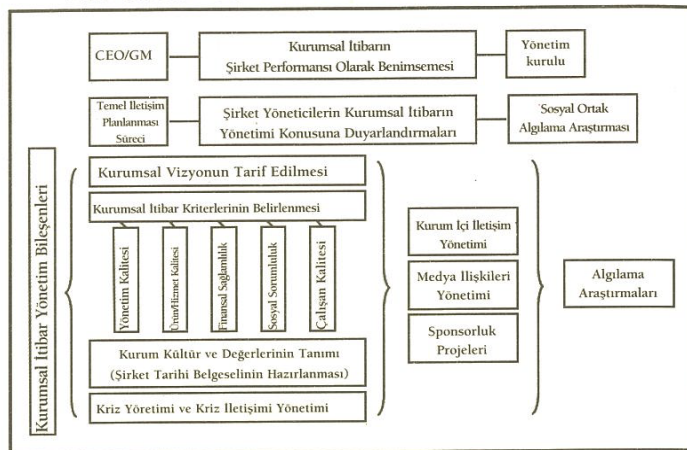 CEO/GM
Kurumsal İtibarın
Şirket Performansı Olarak Benimsemesi
Yönetim
kurulu
Temel İletişim
Planlanması
Süreci
Şirket Yöneticilerin Kurumsal İtibarın
Yönetimi Konusuna Duyarlandırmaları
Sosyal Ortak
Algılama Araştırması
Kurumsal İtibar Yönetim Bileşenleri
Kurumsal Vizyonun Tarif Edilmesi
Kurumsal İtibar Kriterlerinin Belirlenmesi
Yönetim Kalitesi
Ürün/Hizmet Kalitesi
Finansal Sağlamlılık
Sosyal Sorumluluk
Çalışan Kalitesi
Kurum Kültür ve Değerlerinin Tanımı
(Şirket Tarihi Belgeselinin Hazırlanması)
Kriz Yöretimi ve Kriz İletişimi Yönetimi
Kurum İçi İletişim
Yönetimi
Medya İlişkileri
Yönetimi
Sponsorluk
Projeleri
Algılama
Araştırmaları